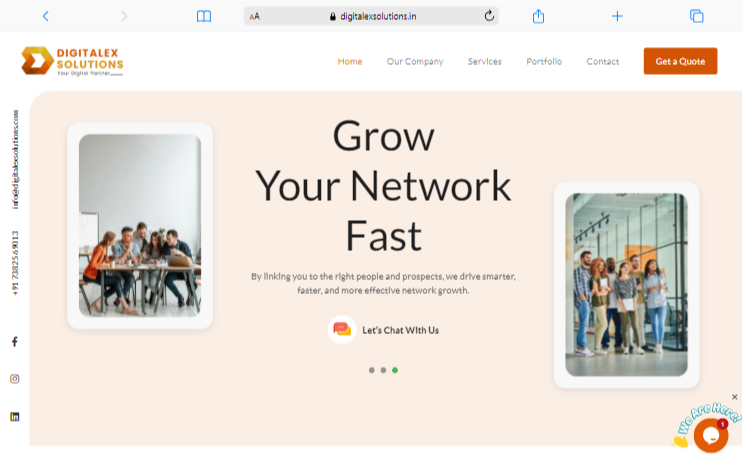 AA
digitalexsolutions.in
DIGITALEX
SOLUTIONS
Your Digital Partner____
Home
Our Company
Services
Portfolio
Contact
Get a Quote
info@digitalexsolutions.com
+91 73825 69013
Grow
Your Network
Fast
By linking you to the right people and prospects, we drive smarter,
faster, and more effective network growth.
Let's Chat With Us
We Are Here!
1